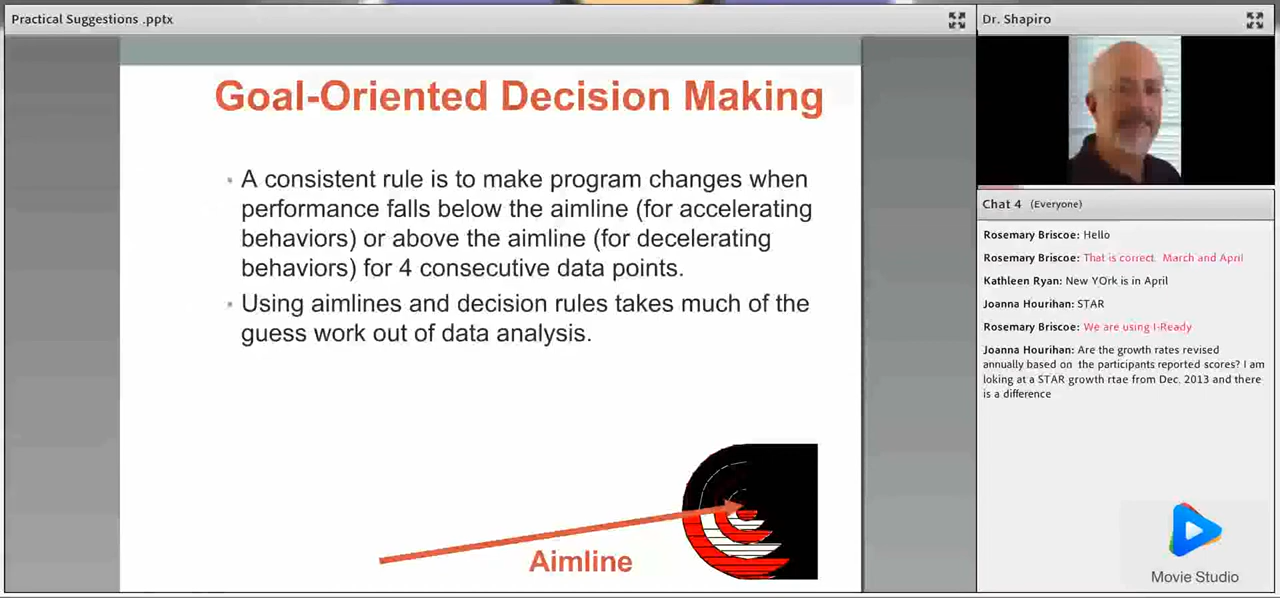 Practical Suggestions .pptx
Dr. Shapiro
Goal-Oriented Decision Making
A consistent rule is to make program changes when
performance falls below the aimline (for accelerating
behaviors) or above the aimline (for decelerating
behaviors) for 4 consecutive data points.
Using aimlines and decision rules takes much of the
guess work out of data analysis.
Aimline
Chat 4 (Everyone)
Rosemary Briscoe: Hello
Rosemary Briscoe: That is correct. March and April
Kathleen Ryan: New YOrk is in April
Joanna Hourihan: STAR
Rosemary Briscoe: We are using I-Ready
Joanna Hourihan: Are the growth rates revised
annually based on the participants reported scores? I am
loking at a STAR growth rtae from Dec. 2013 and there
is a difference
Movie Studio